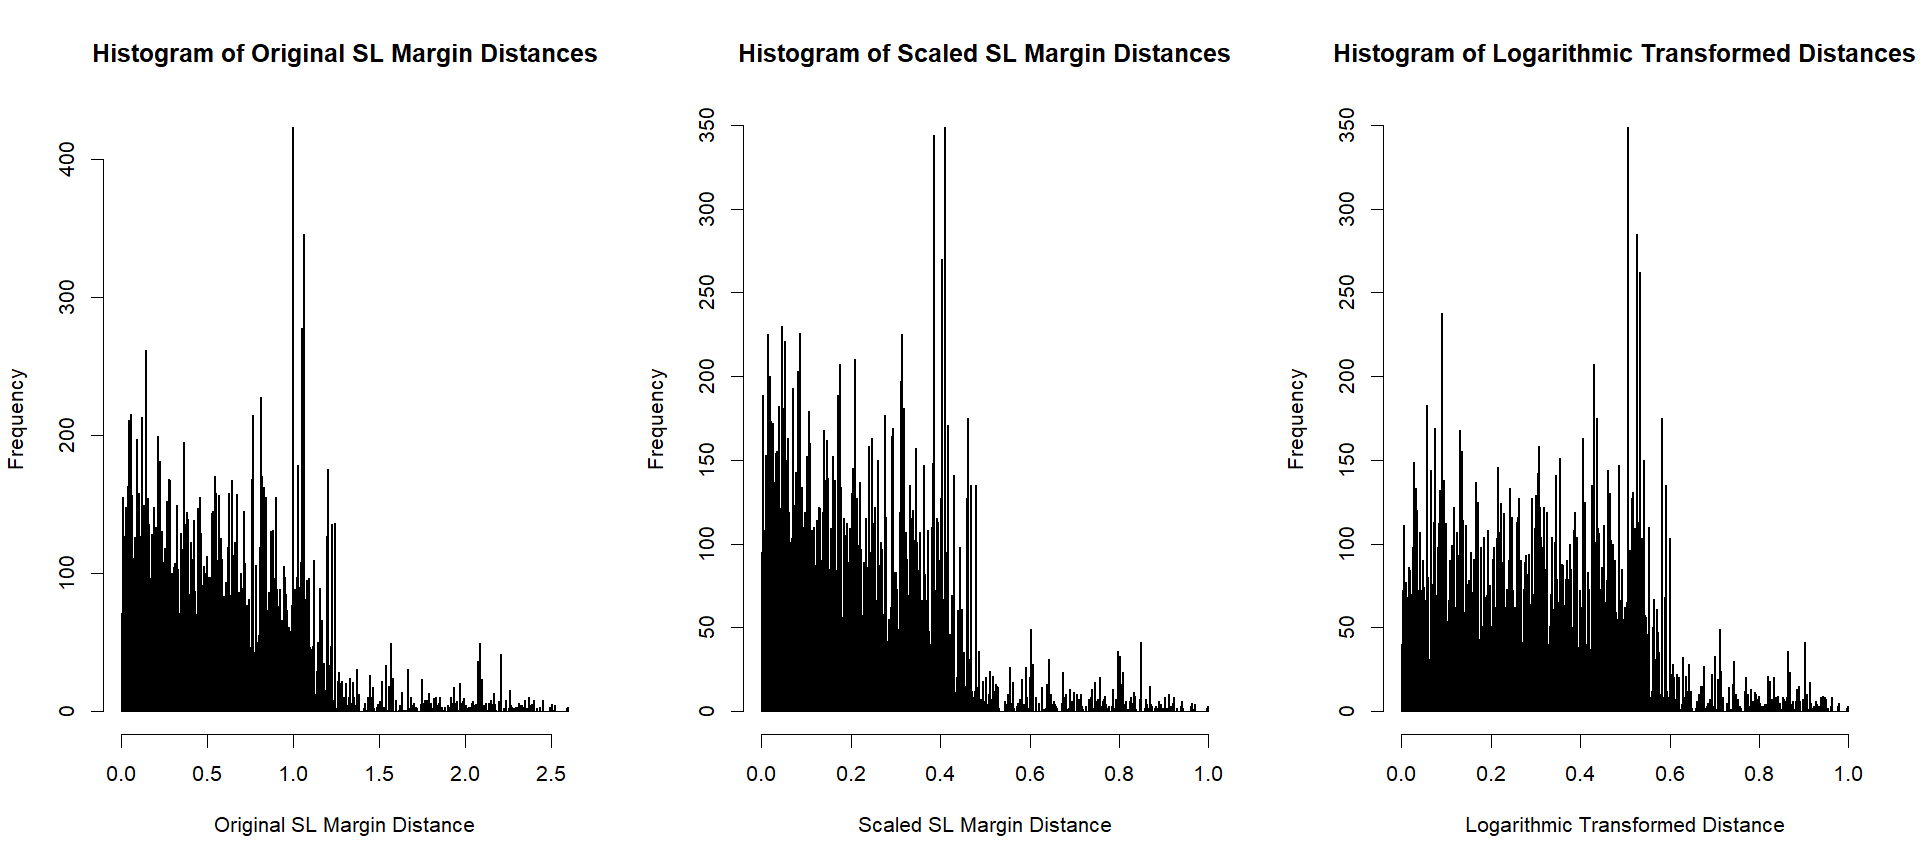 Histogram of Original SL Margin Distances
Frequency
400
300
200
100
0
0.0 0.5 1.0 1.5 2.0 2.5
Original SL Margin Distance
Histogram of Scaled SL Margin Distances
Frequency
350
300
250
200
150
100
50
0
0.0 0.2 0.4 0.6 0.8 1.0
Scaled SL Margin Distance
Histogram of Logarithmic Transformed Distances
Frequency
350
300
250
200
150
100
50
0
0.0 0.2 0.4 0.6 0.8 1.0
Logarithmic Transformed Distance